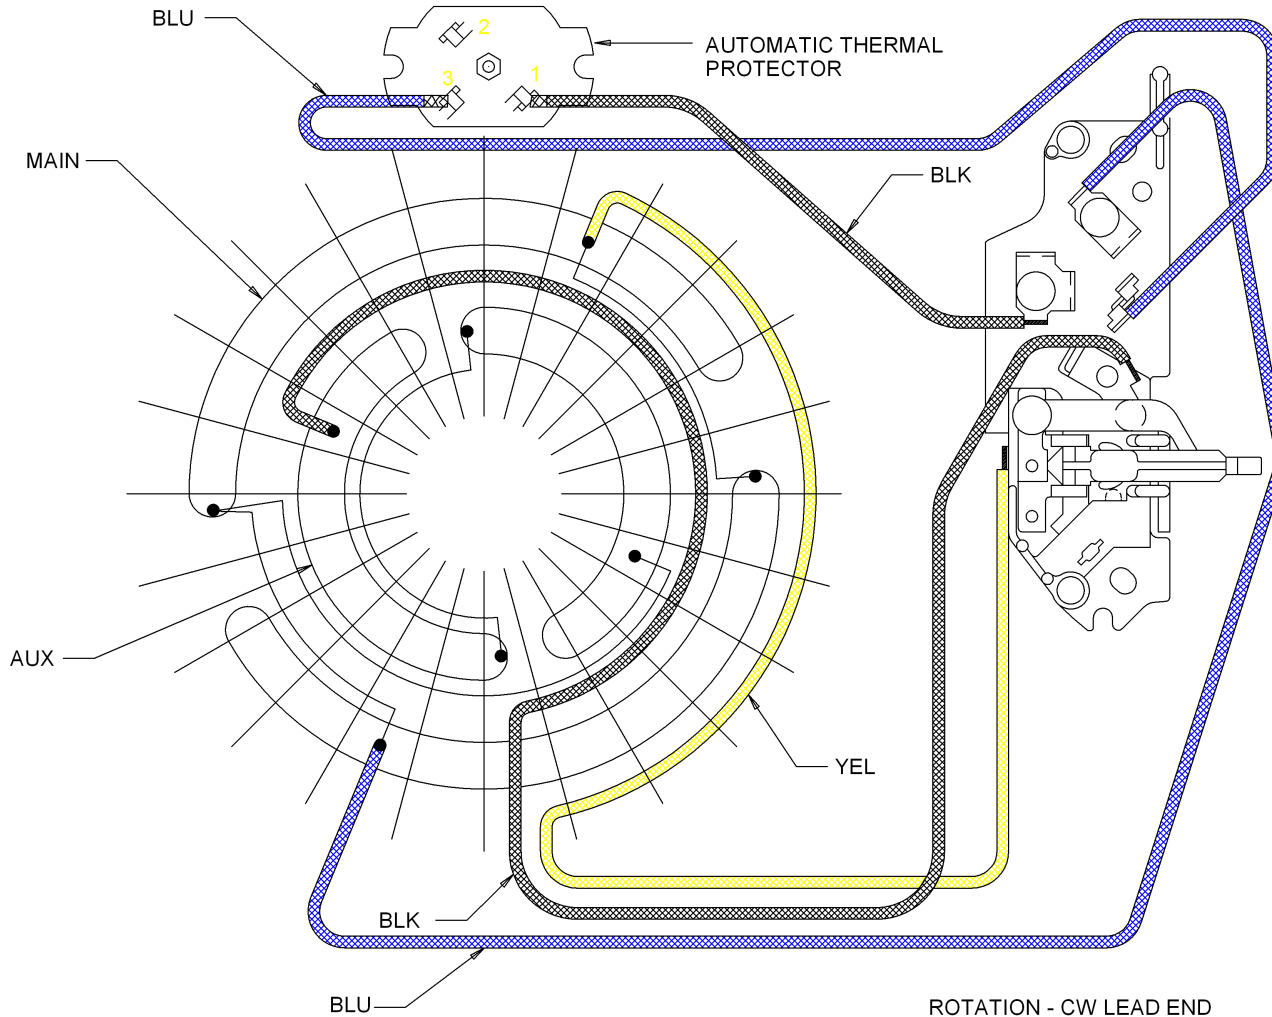 BLU
2
AUTOMATIC THERMAL
PROTECTOR
3
1
MAIN
BLK
AUX
YEL
BLK
BLU
ROTATION - CW LEAD END